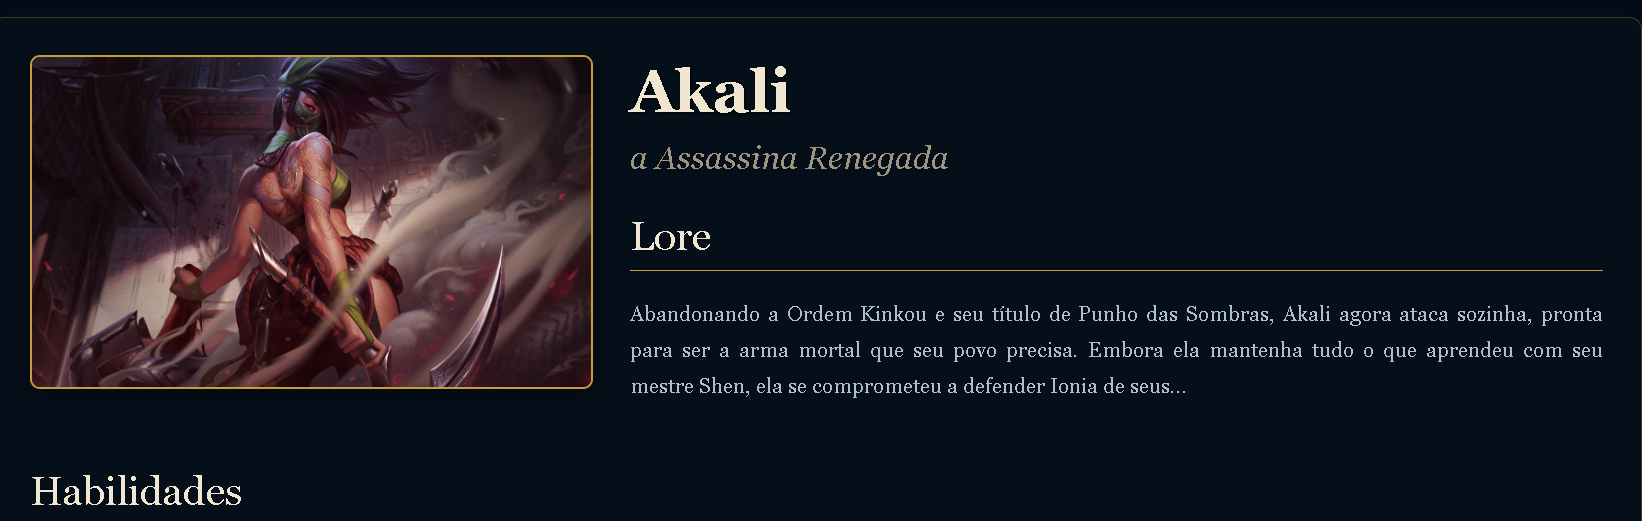 Akali
a Assassina Renegada
Lore
Abandonando a Ordem Kinkou e seu título de Punho das Sombras, Akali agora ataca sozinha, pronta
para ser a arma mortal que seu povo precisa. Embora ela mantenha tudo o que aprendeu com seu
mestre Shen, ela se comprometeu a defender Ionia de seus...
Habilidades